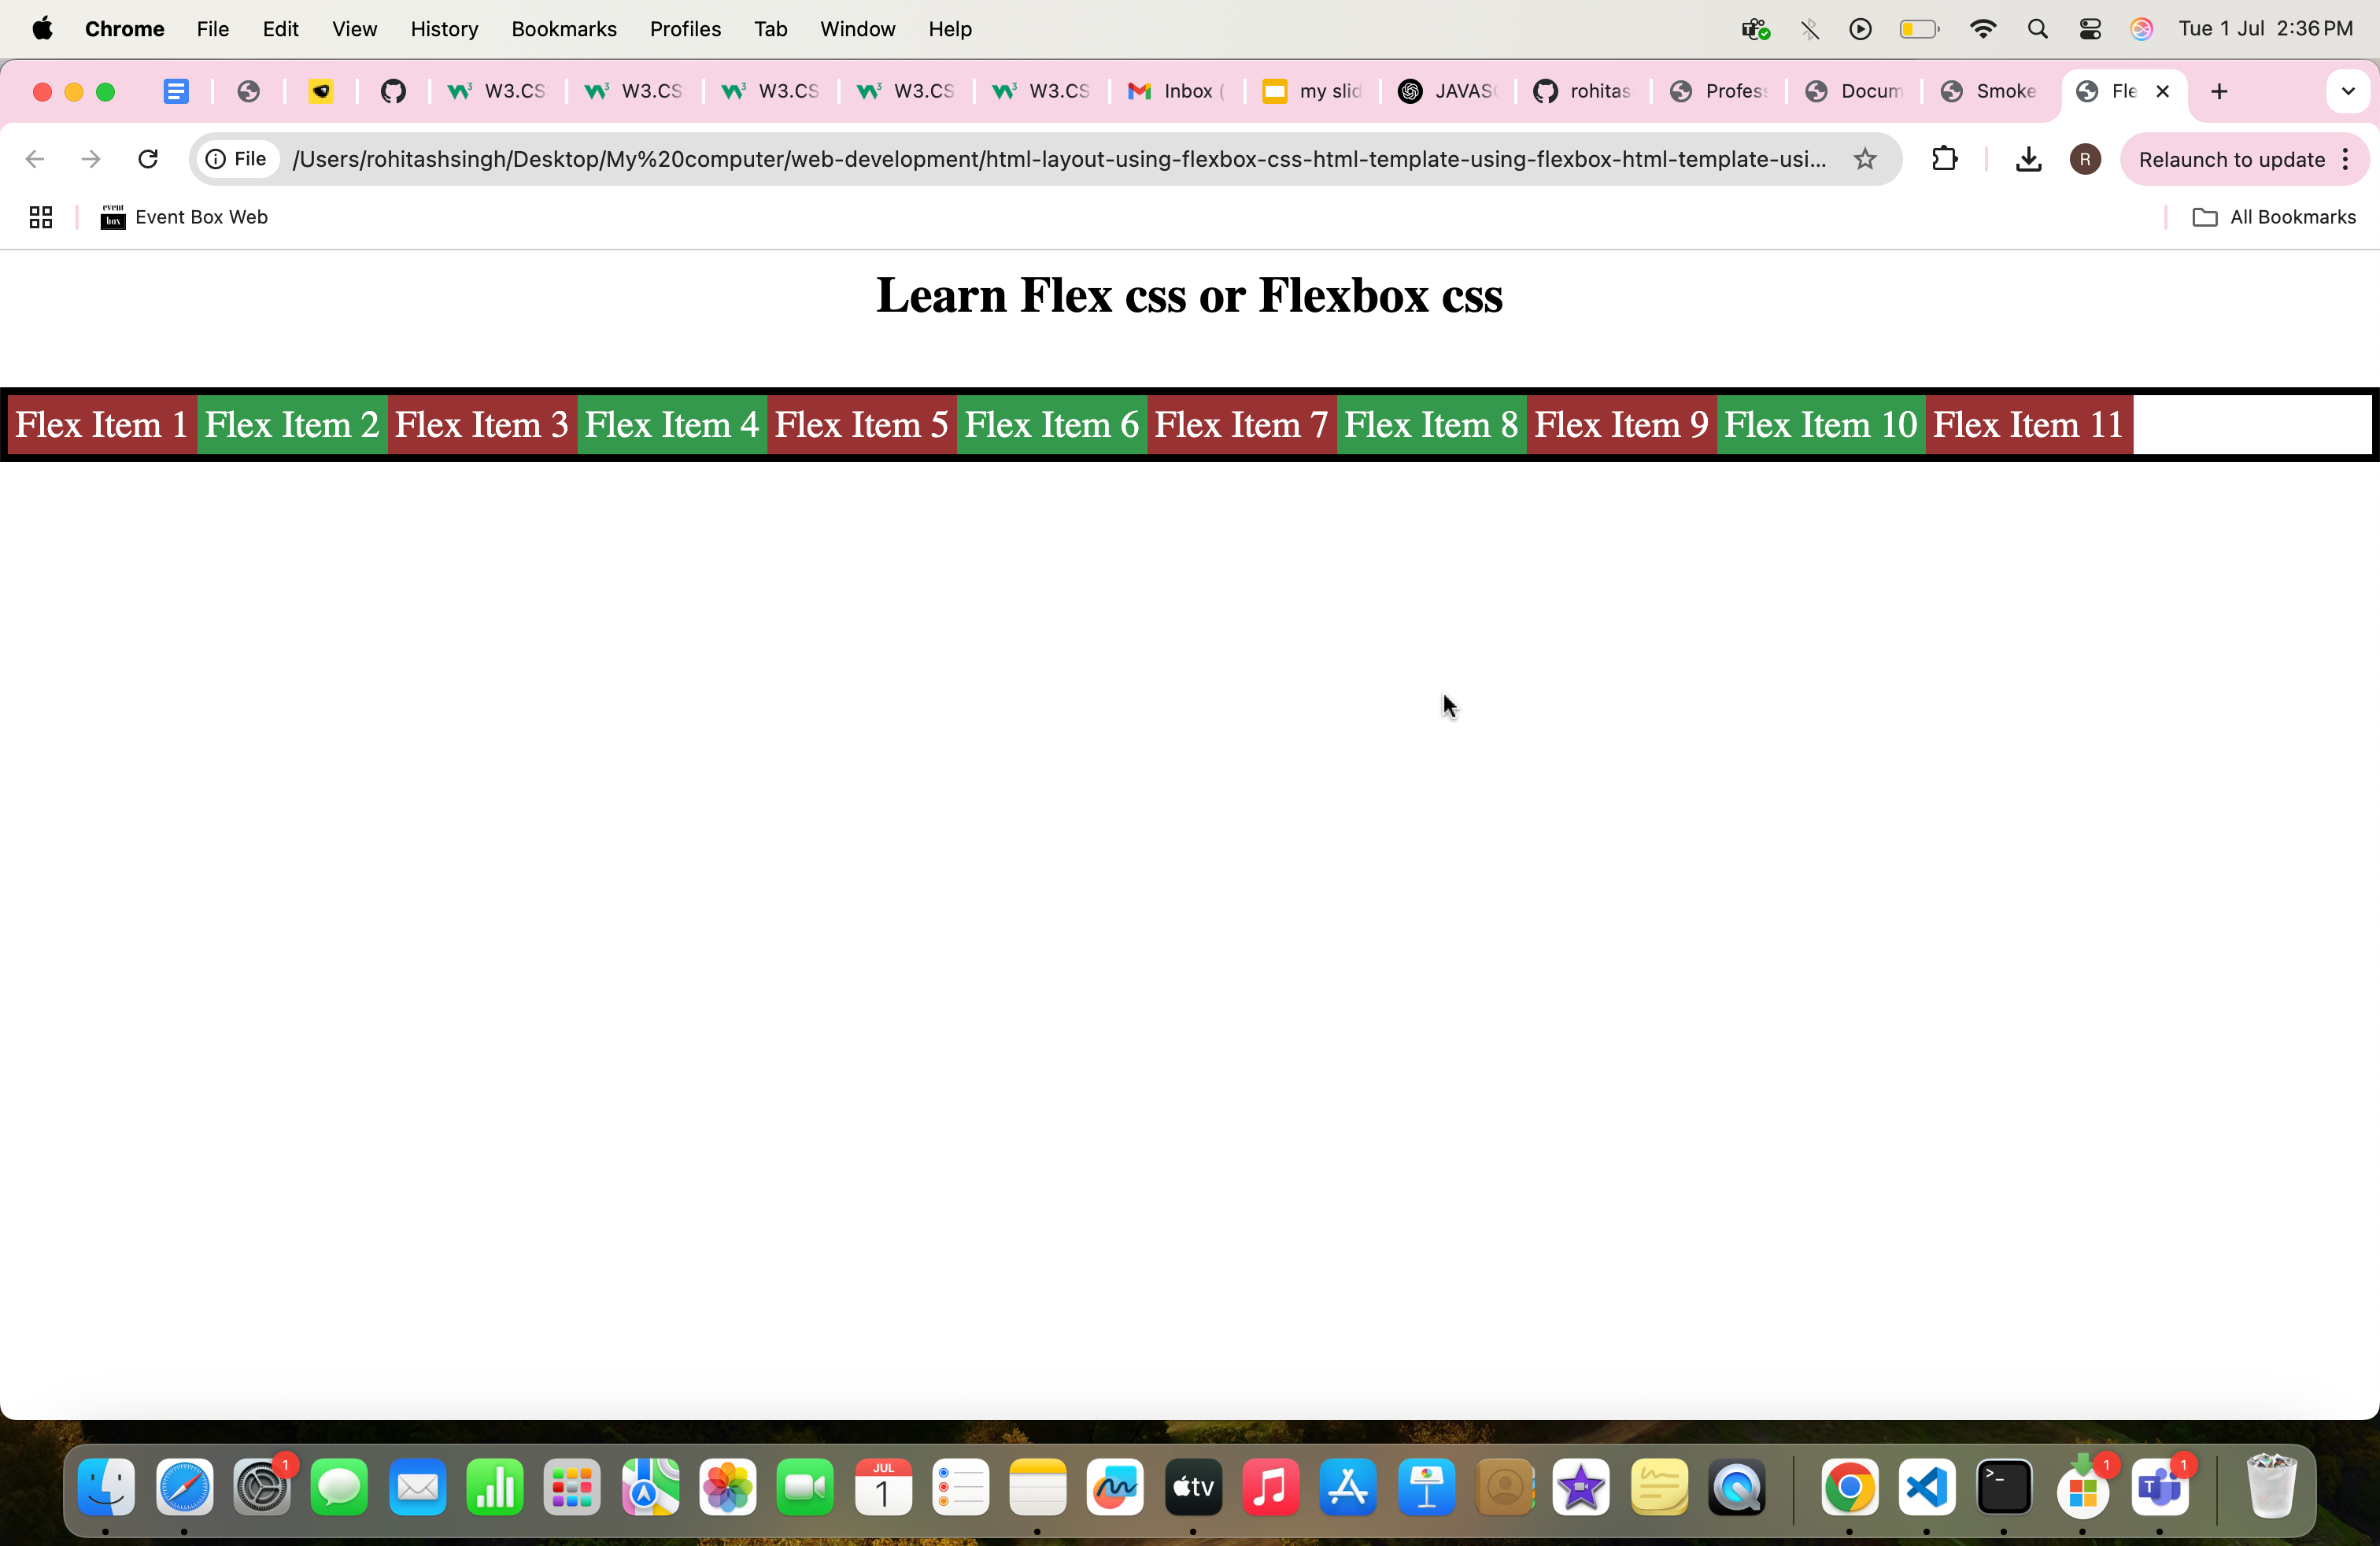 Chrome File Edit View History Bookmarks Profiles Tab Window Help Tue 1 Jul 2:36 PM
W3.CS W3.CS W3.CS W3.CS W3.CS Inbox ( my slid JAVAS rohitas Profes Docum Smoke Fle
File /Users/rohitashsingh/Desktop/My%20computer/web-development/html-layout-using-flexbox-css-html-template-using-flexbox-html-template-usi... R Relaunch to update
event box Event Box Web All Bookmarks
Learn Flex css or Flexbox css
Flex Item 1 Flex Item 2 Flex Item 3 Flex Item 4 Flex Item 5 Flex Item 6 Flex Item 7 Flex Item 8 Flex Item 9 Flex Item 10 Flex Item 11
1 JUL 1 tv >_ 1 T 1